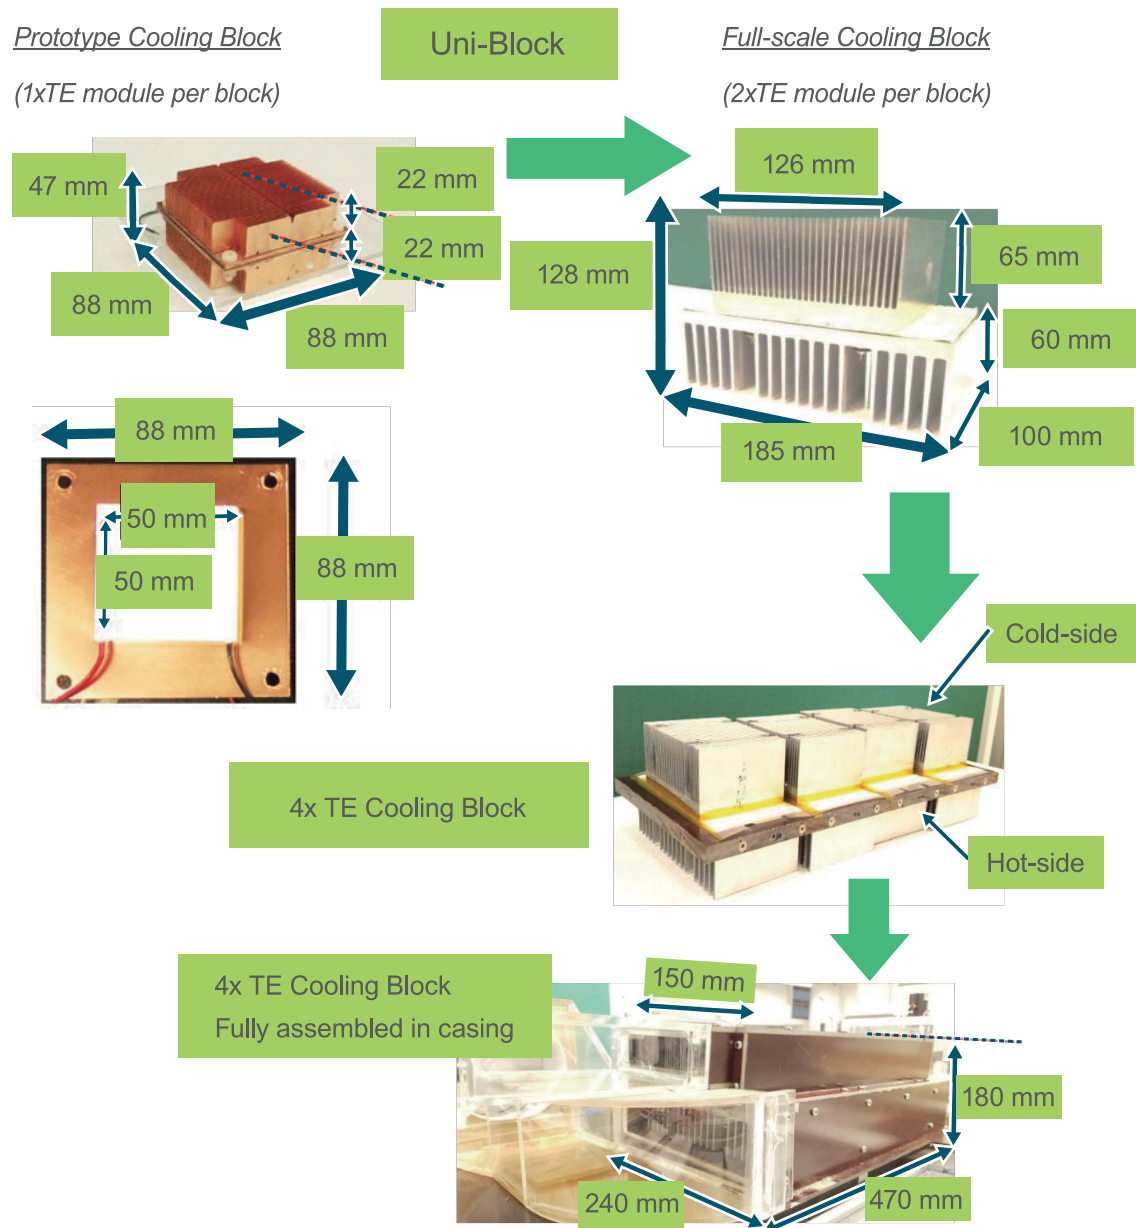 Prototype Cooling Block
(1xTE module per block)
Uni-Block
Full-scale Cooling Block
(2xTE module per block)
47 mm
22 mm
22 mm
88 mm
88 mm
126 mm
128 mm
65 mm
60 mm
100 mm
185 mm
88 mm
50 mm
50 mm
88 mm
Cold-side
4x TE Cooling Block
Hot-side
4x TE Cooling Block
Fully assembled in casing
150 mm
180 mm
240 mm
470 mm